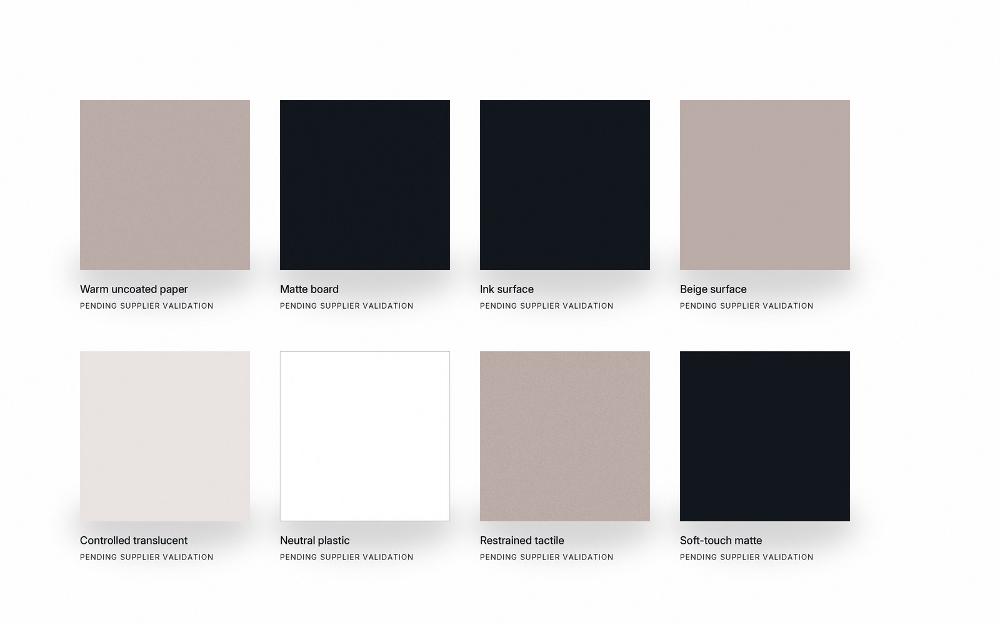 Warm uncoated paper
PENDING SUPPLIER VALIDATION
Matte board
PENDING SUPPLIER VALIDATION
Ink surface
PENDING SUPPLIER VALIDATION
Beige surface
PENDING SUPPLIER VALIDATION
Controlled translucent
PENDING SUPPLIER VALIDATION
Neutral plastic
PENDING SUPPLIER VALIDATION
Restrained tactile
PENDING SUPPLIER VALIDATION
Soft-touch matte
PENDING SUPPLIER VALIDATION